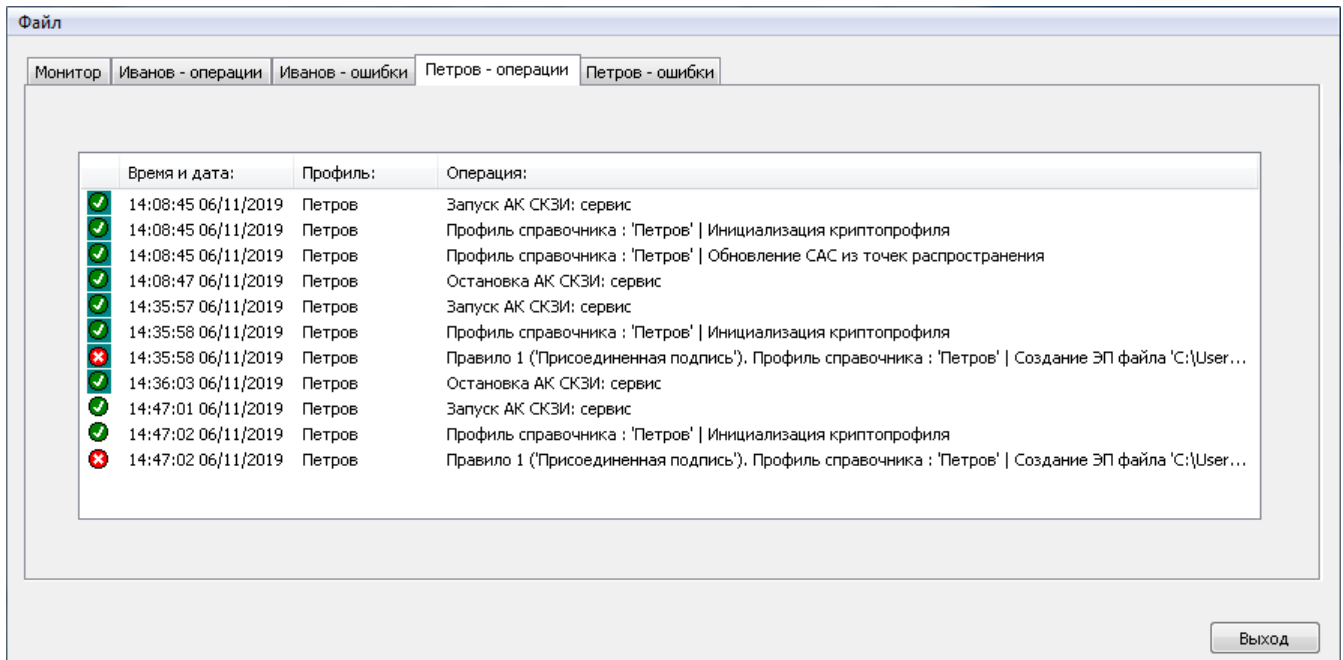 Файл
Монитор Иванов - операции Иванов - ошибки Петров - операции Петров - ошибки
Время и дата: Профиль: Операция:
14:08:45 06/11/2019 Петров Запуск АК СКЗИ: сервис
14:08:45 06/11/2019 Петров Профиль справочника : 'Петров' | Инициализация криптопрофиля
14:08:45 06/11/2019 Петров Профиль справочника : 'Петров' | Обновление САС из точек распространения
14:08:47 06/11/2019 Петров Остановка АК СКЗИ: сервис
14:35:57 06/11/2019 Петров Запуск АК СКЗИ: сервис
14:35:58 06/11/2019 Петров Профиль справочника : 'Петров' | Инициализация криптопрофиля
14:35:58 06/11/2019 Петров Правило 1 ('Присоединенная подпись'). Профиль справочника : 'Петров' | Создание ЭП файла 'C:\User...
14:36:03 06/11/2019 Петров Остановка АК СКЗИ: сервис
14:47:01 06/11/2019 Петров Запуск АК СКЗИ: сервис
14:47:02 06/11/2019 Петров Профиль справочника : 'Петров' | Инициализация криптопрофиля
14:47:02 06/11/2019 Петров Правило 1 ('Присоединенная подпись'). Профиль справочника : 'Петров' | Создание ЭП файла 'C:\User...
Выход